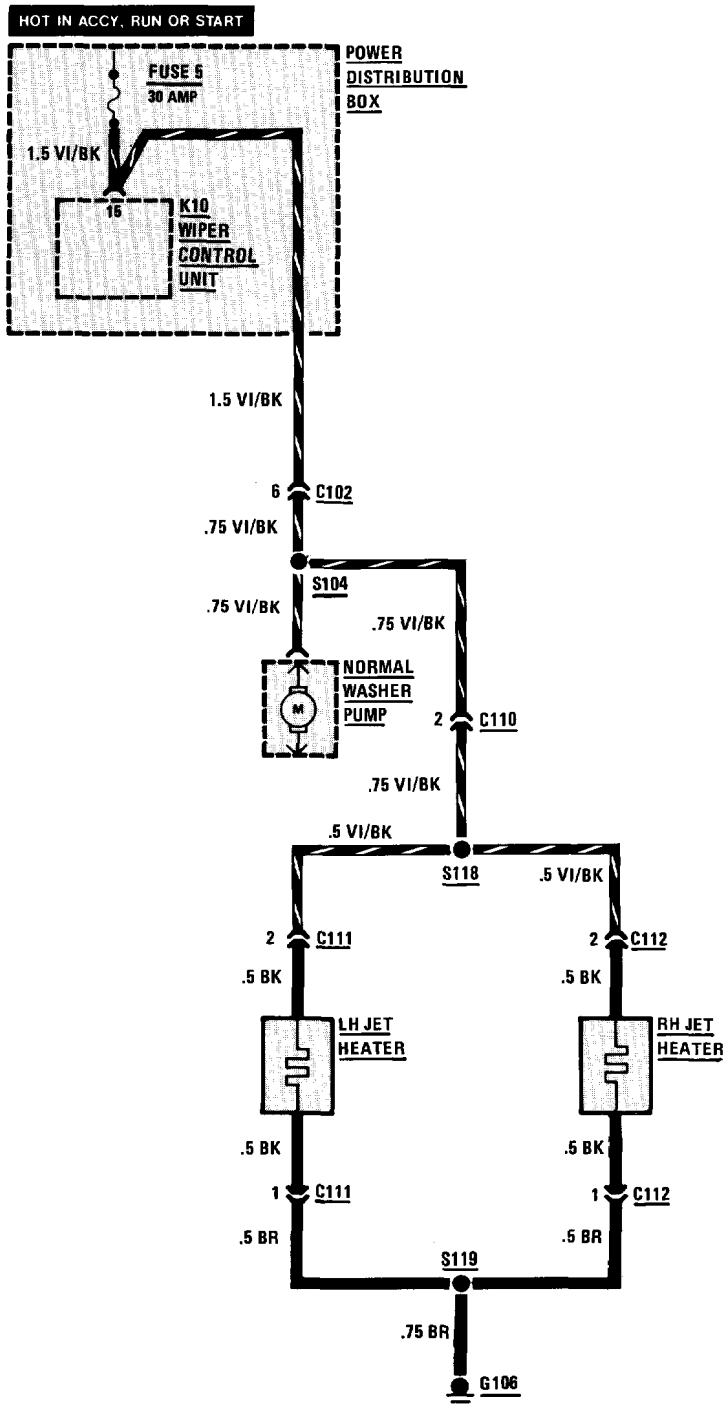 HOT IN ACCY, RUN OR START
POWER
DISTRIBUTION
BOX
FUSE 5
30 AMP
1.5 VI/BK
15
K10
WIPER
CONTROL
UNIT
1.5 VI/BK
6
C102
.75 VI/BK
S104
.75 VI/BK
.75 VI/BK
NORMAL
WASHER
PUMP
M
2
C110
.75 VI/BK
.5 VI/BK
S118
.5 VI/BK
2
C111
2
C112
.5 BK
.5 BK
LH JET
HEATER
RH JET
HEATER
.5 BK
.5 BK
1
C111
1
C112
.5 BR
.5 BR
S119
.75 BR
G106